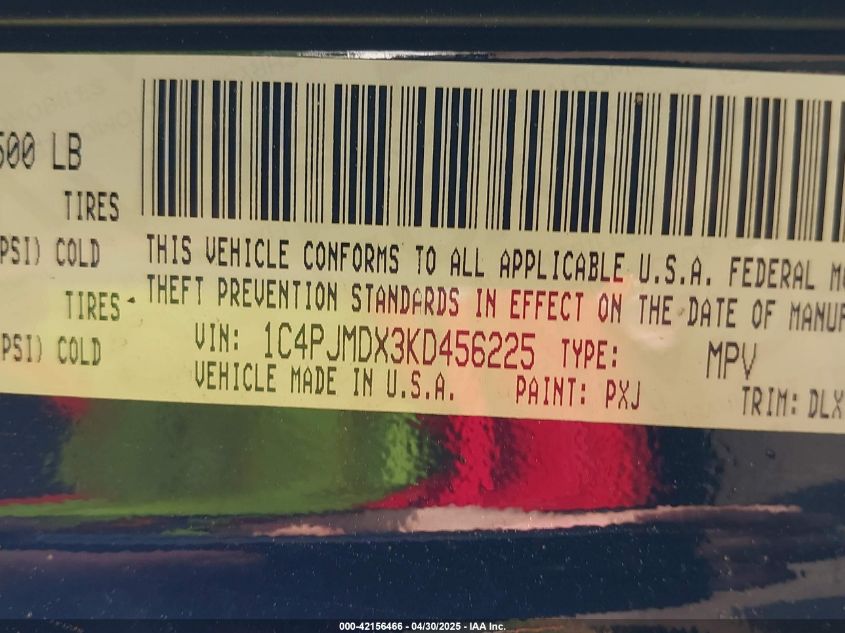 500 LB
TIRES
PSI) COLD
TIRES
PSI) COLD
THIS VEHICLE CONFORMS TO ALL APPLICABLE U.S.A. FEDERAL
THEFT PREVENTION STANDARDS IN EFFECT ON THE DATE OF MANUF
VIN: 1C4PJMDX3KD456225 TYPE: MPV
VEHICLE MADE IN U.S.A. PAINT: PXJ TRIM: DLX
000-42156466 - 04/30/2025 - IAA Inc.